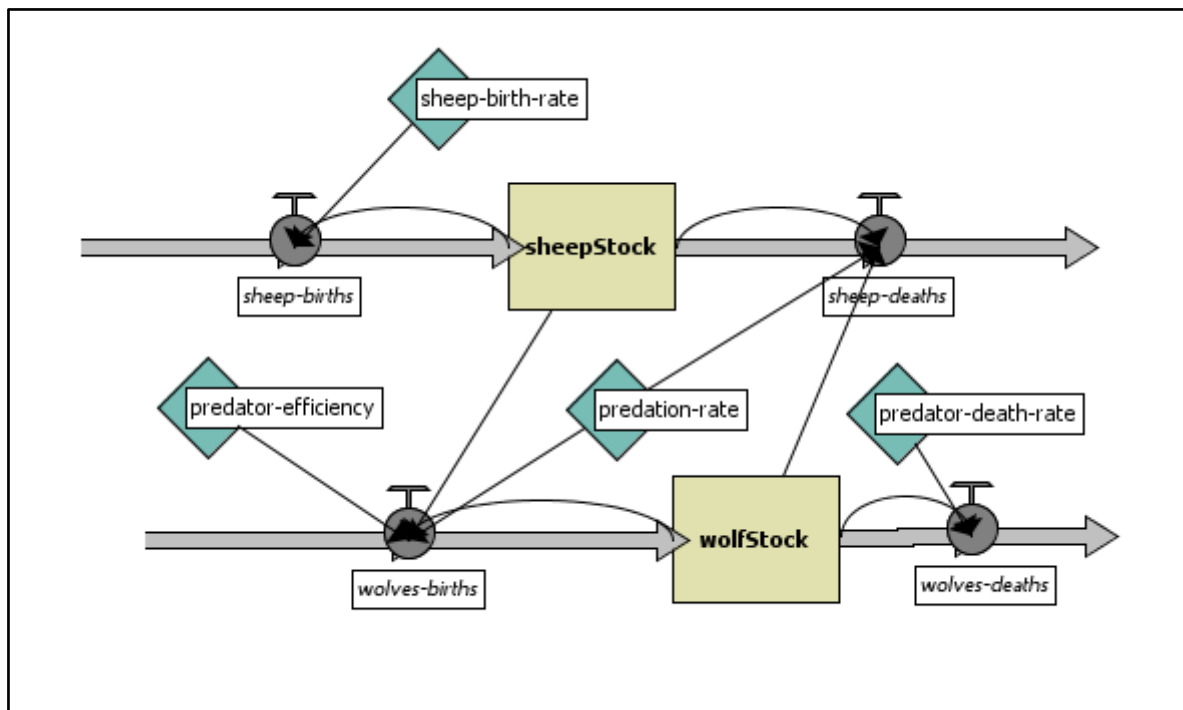 sheep-birth-rate
sheepStock
sheep-births
sheep-deaths
predator-efficiency
predation-rate
predator-death-rate
wolfStock
wolves-births
wolves-deaths